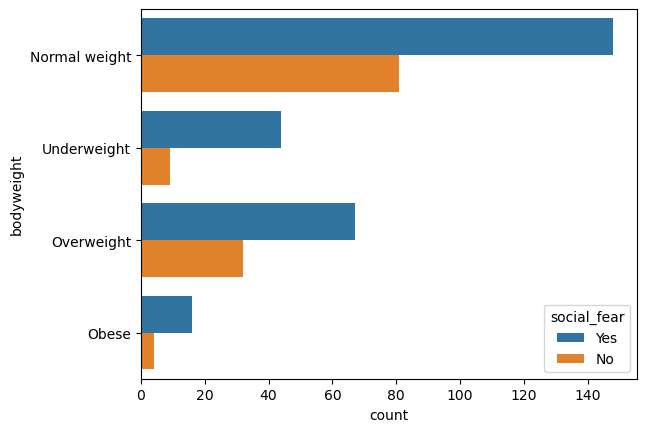 Normal weight
Underweight
Overweight
Obese
bodyweight
0 20 40 60 80 100 120 140
count
social_fear
Yes
No